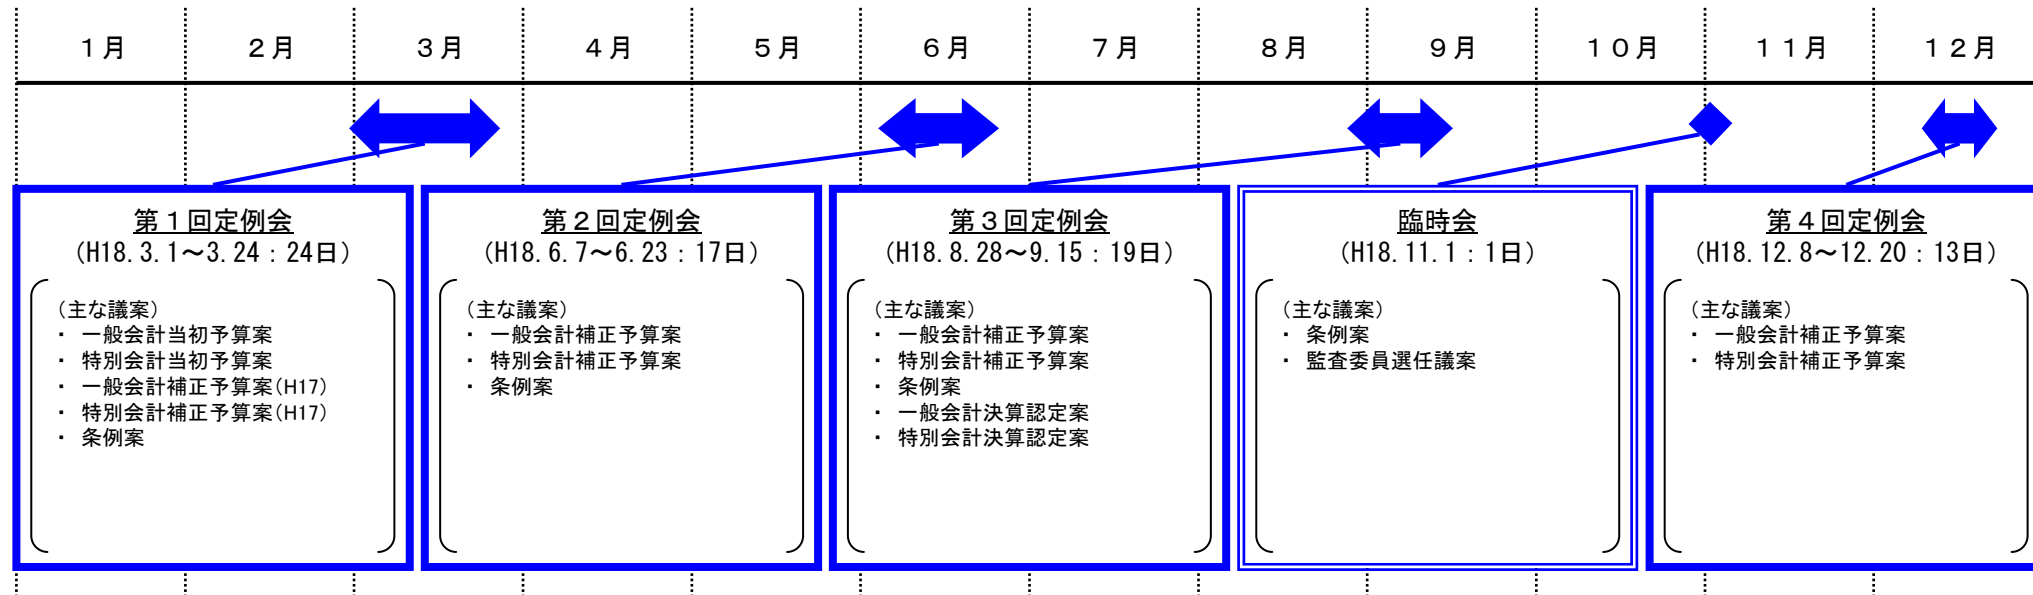 １月 ２月 ３月 ４月 ５月 ６月 ７月 ８月 ９月 １０月 １１月 １２月
第１回定例会
（H18.3.1～3.24：24日）
（主な議案）
・ 一般会計当初予算案
・ 特別会計当初予算案
・ 一般会計補正予算案（H17）
・ 特別会計補正予算案（H17）
・ 条例案
第２回定例会
（H18.6.7～6.23：17日）
（主な議案）
・ 一般会計補正予算案
・ 特別会計補正予算案
・ 条例案
第３回定例会
（H18.8.28～9.15：19日）
（主な議案）
・ 一般会計補正予算案
・ 特別会計補正予算案
・ 条例案
・ 一般会計決算認定案
・ 特別会計決算認定案
臨時会
（H18.11.1：1日）
（主な議案）
・ 条例案
・ 監査委員選任議案
第４回定例会
（H18.12.8～12.20：13日）
（主な議案）
・ 一般会計補正予算案
・ 特別会計補正予算案